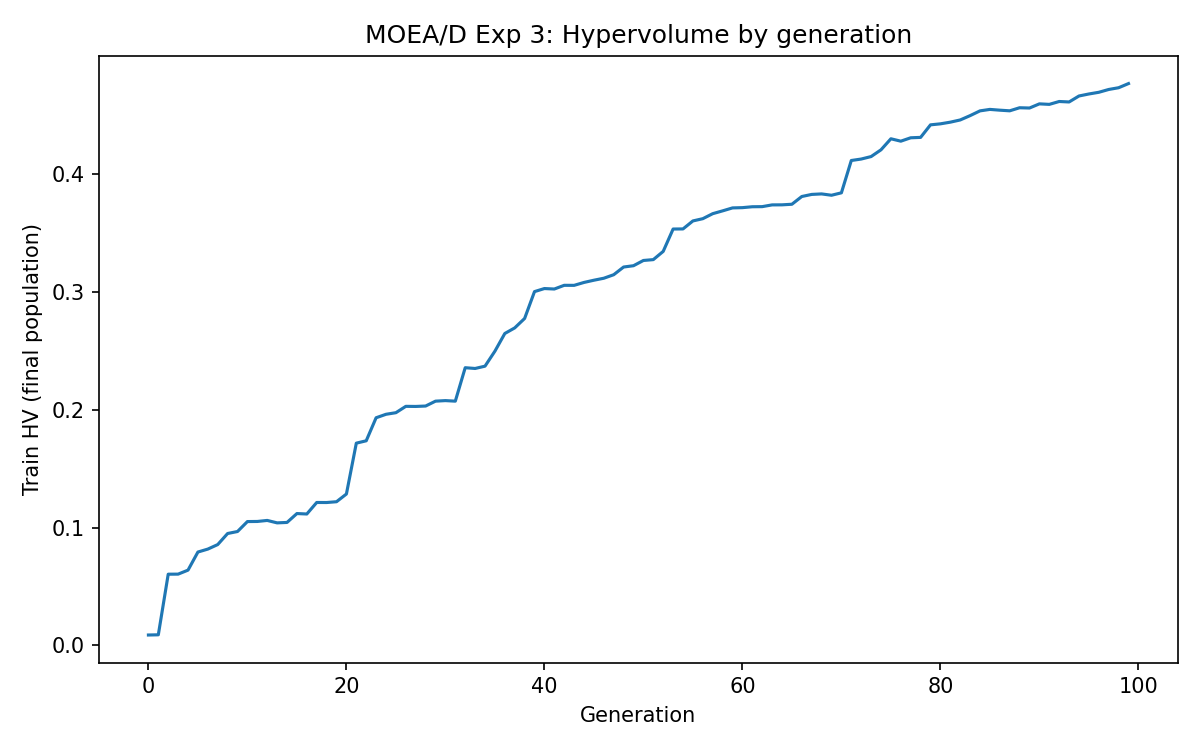 MOEA/D Exp 3: Hypervolume by generation
Train HV (final population)
0.4
0.3
0.2
0.1
0.0
0 20 40 60 80 100
Generation